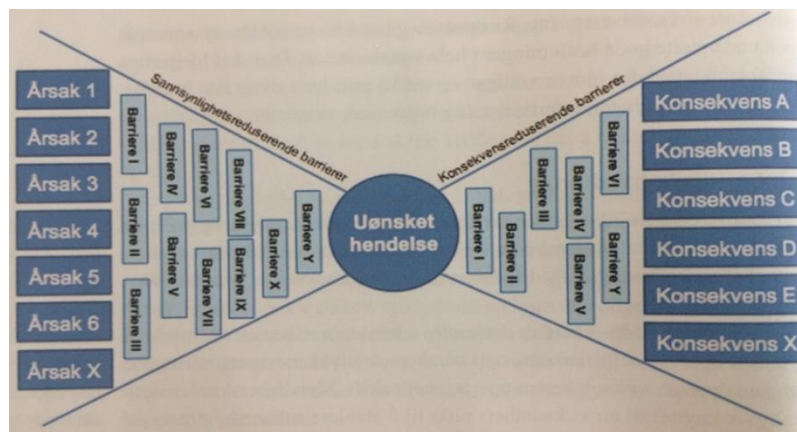 Årsak 1
Årsak 2
Årsak 3
Årsak 4
Årsak 5
Årsak 6
Årsak X
Sannsynlighetsreduserende barrierer
Barriere I
Barriere II
Barriere III
Barriere IV
Barriere V
Barriere VI
Barriere VII
Barriere VIII
Barriere IX
Barriere X
Barriere Y
Uønsket
hendelse
Konsekvensreduserende barrierer
Barriere I
Barriere II
Barriere III
Barriere IV
Barriere V
Barriere VI
Barriere Y
Konsekvens A
Konsekvens B
Konsekvens C
Konsekvens D
Konsekvens E
Konsekvens X